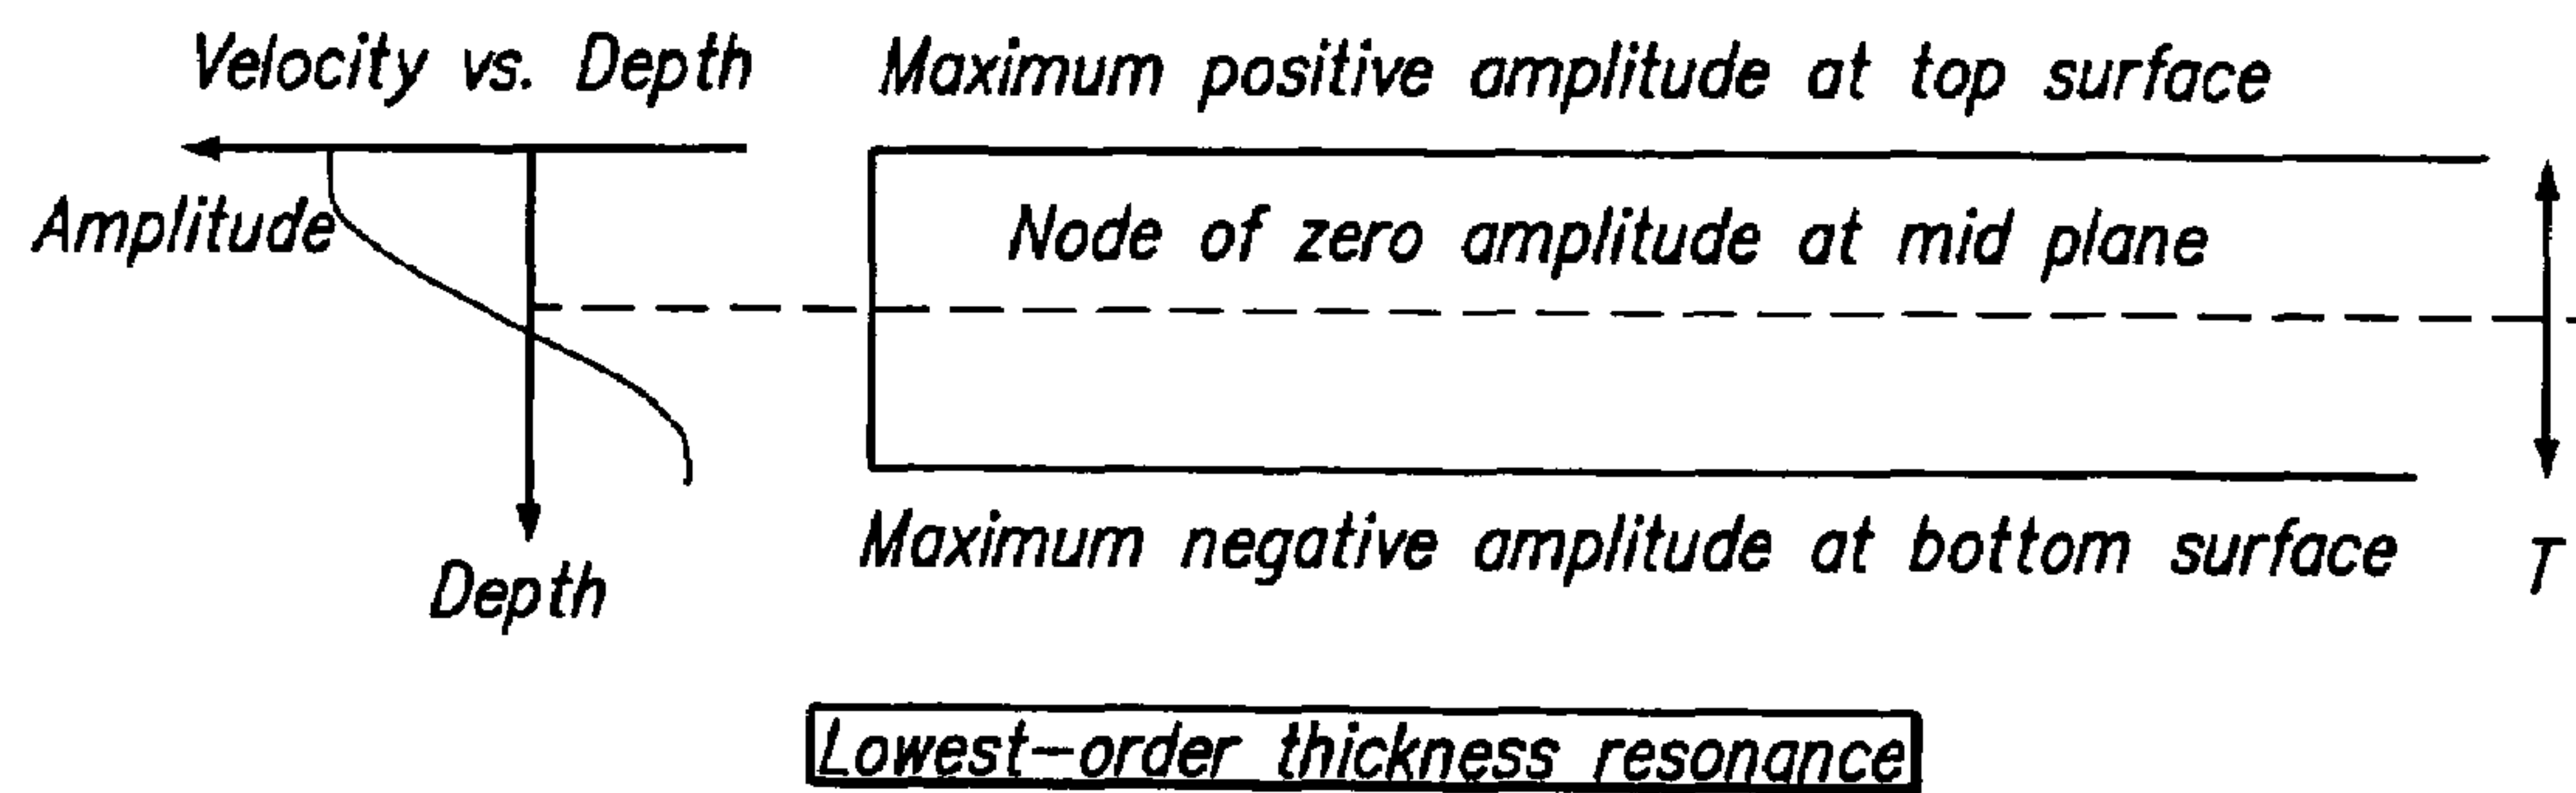 Velocity vs. Depth
Maximum positive amplitude at top surface
Amplitude
Node of zero amplitude at mid plane
Depth
Maximum negative amplitude at bottom surface
T
Lowest-order thickness resonance